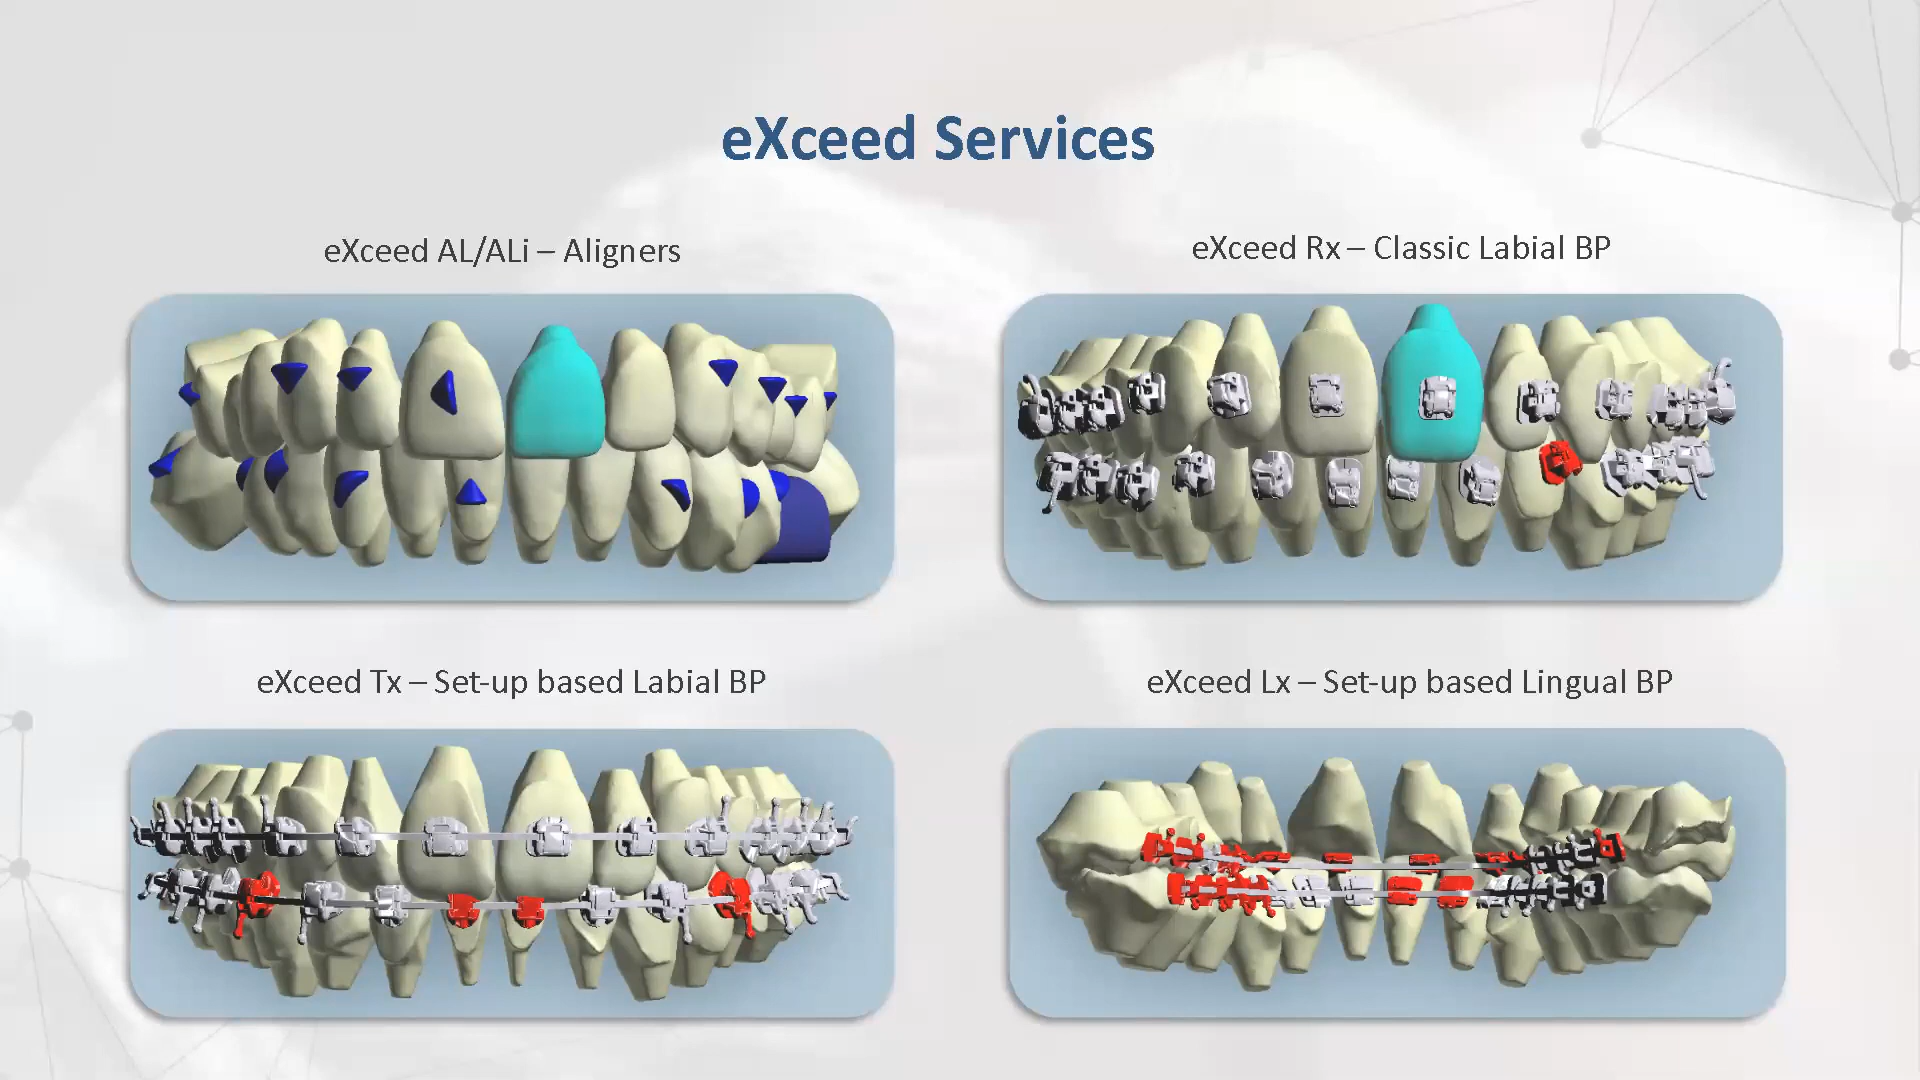 eXceed Services
eXceed AL/ALi – Aligners
eXceed Rx – Classic Labial BP
eXceed Tx – Set-up based Labial BP
eXceed Lx – Set-up based Lingual BP